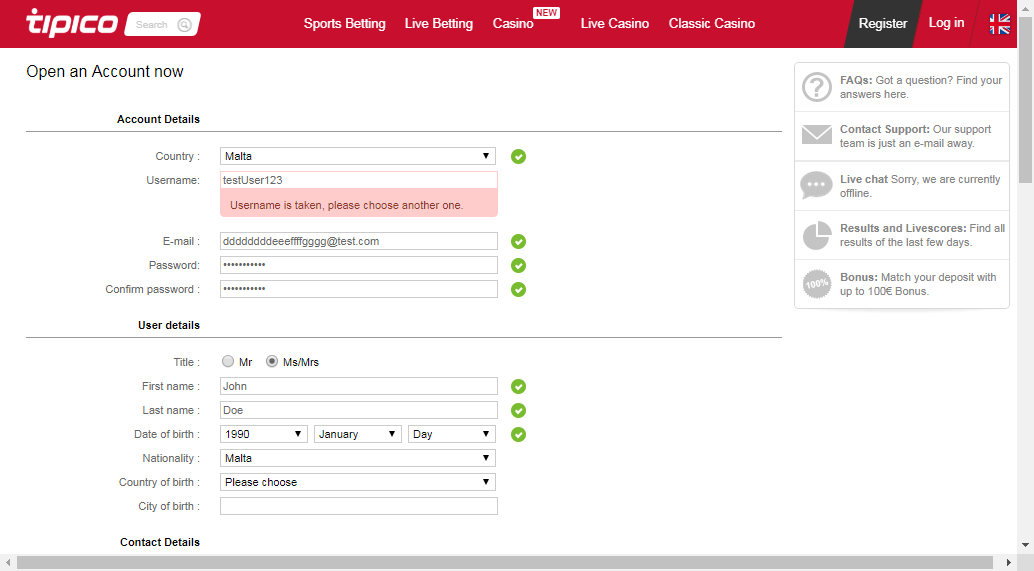 tipico
Search
Sports Betting
Live Betting
Casino
NEW
Live Casino
Classic Casino
Register
Log in
Open an Account now
Account Details
Country :
Malta
Username:
testUser123
Username is taken, please choose another one.
E-mail :
ddddddddeeeffffgggg@test.com
Password:
•••••••••••
Confirm password :
•••••••••••
User details
Title :
Mr
Ms/Mrs
First name :
John
Last name :
Doe
Date of birth :
1990
January
Day
Nationality :
Malta
Country of birth :
Please choose
City of birth :
Contact Details
FAQs: Got a question? Find your
answers here.
Contact Support: Our support
team is just an e-mail away.
Live chat Sorry, we are currently
offline.
Results and Livescores: Find all
results of the last few days.
100%
Bonus: Match your deposit with
up to 100€ Bonus.